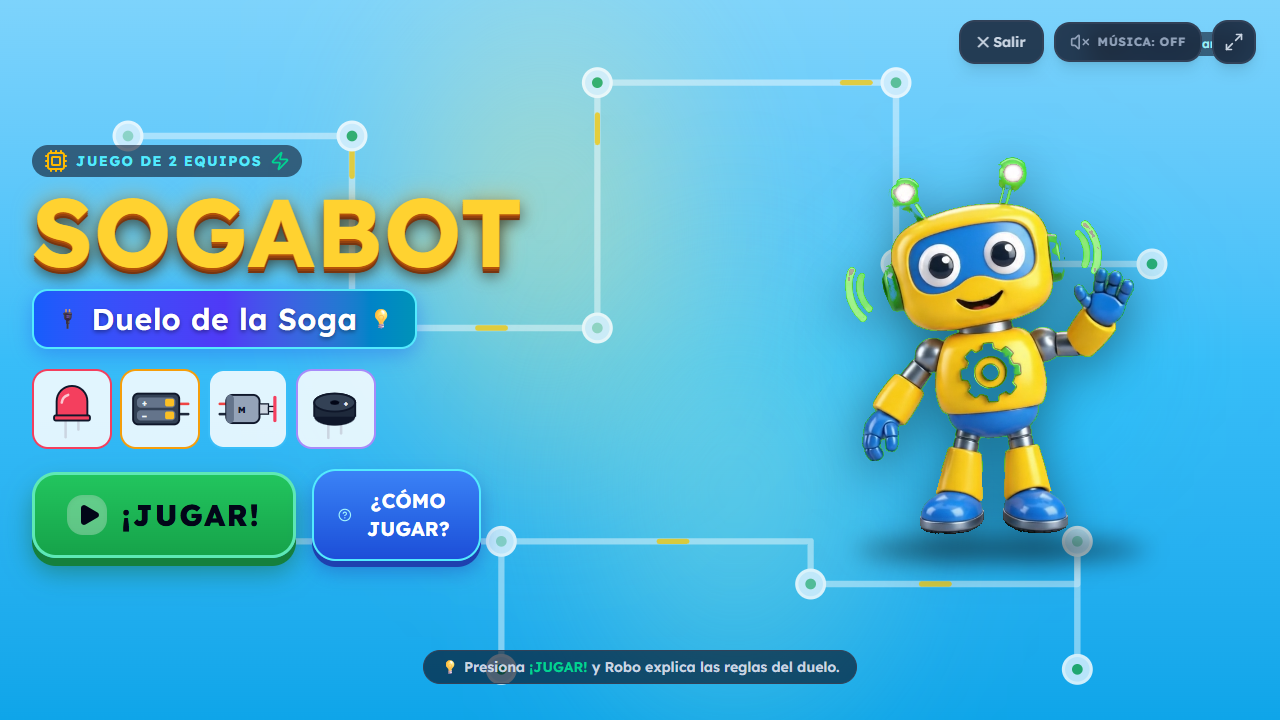 Salir
MÚSICA: OFF
JUEGO DE 2 EQUIPOS
SOGABOT
Duelo de la Soga
M
¡JUGAR!
¿CÓMO
JUGAR?
Presiona ¡JUGAR! y Robo explica las reglas del duelo.